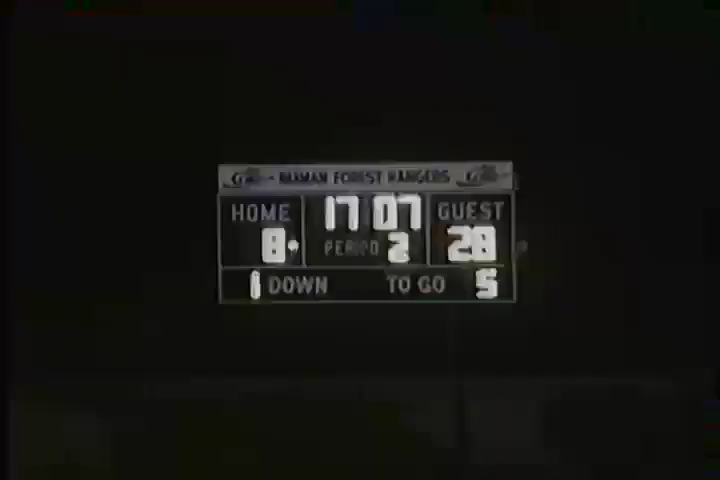 FOREST RANGERS
HOME 17 07 GUEST
8 PERIOD 2 28
1 DOWN TO GO 5